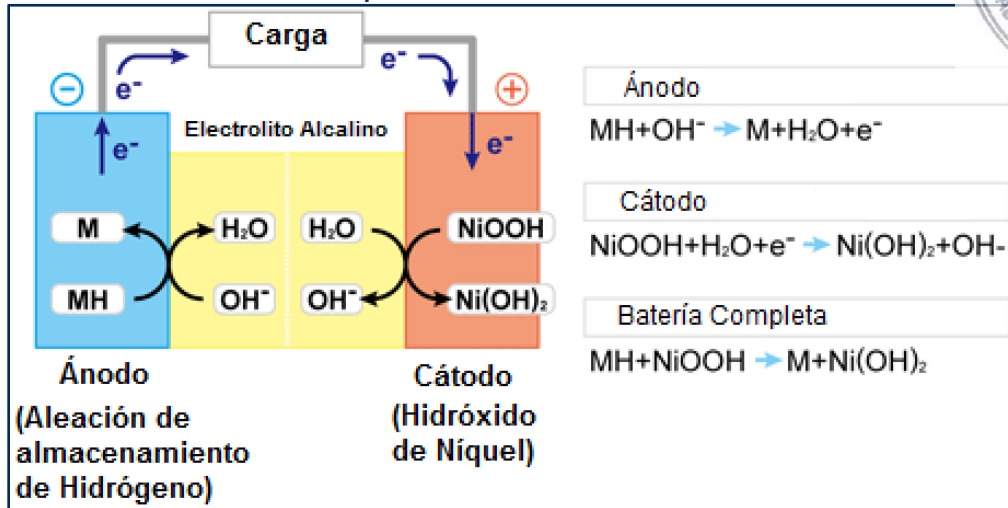 Carga
e⁻
e⁻
⊖
e⁻
⊕
Electrolito Alcalino
e⁻
e⁻
M
H₂O
H₂O
NiOOH
MH
OH⁻
OH⁻
Ni(OH)₂
Ánodo
(Aleación de
almacenamiento
de Hidrógeno)
Cátodo
(Hidróxido
de Níquel)
Ánodo
MH+OH⁻ → M+H₂O+e⁻
Cátodo
NiOOH+H₂O+e⁻ → Ni(OH)₂+OH-
Batería Completa
MH+NiOOH → M+Ni(OH)₂